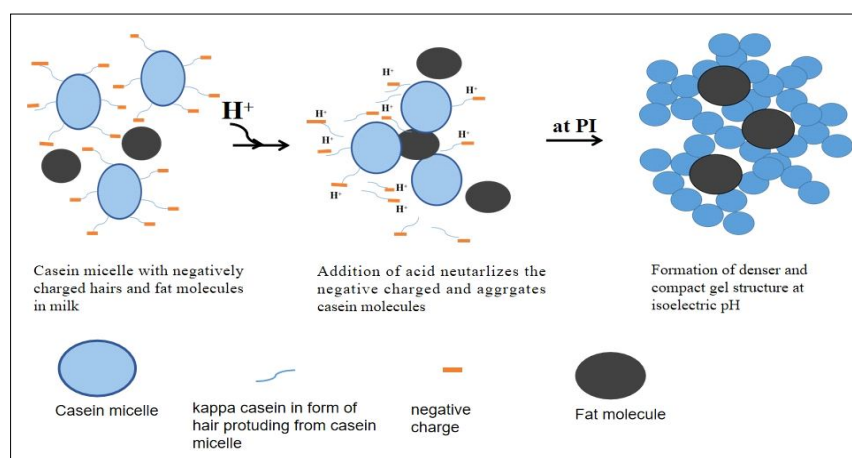 H⁺
at PI
H⁺
H⁺
H⁺
H⁺
H⁺
H⁺
H⁺
H⁺
H⁺
Casein micelle with negatively
charged hairs and fat molecules
in milk
Addition of acid neutarlizes the
negative charged and aggrgates
casein molecules
Formation of denser and
compact gel structure at
isoelectric pH
Casein micelle
kappa casein in form of
hair protuding from casein
micelle
negative
charge
Fat molecule